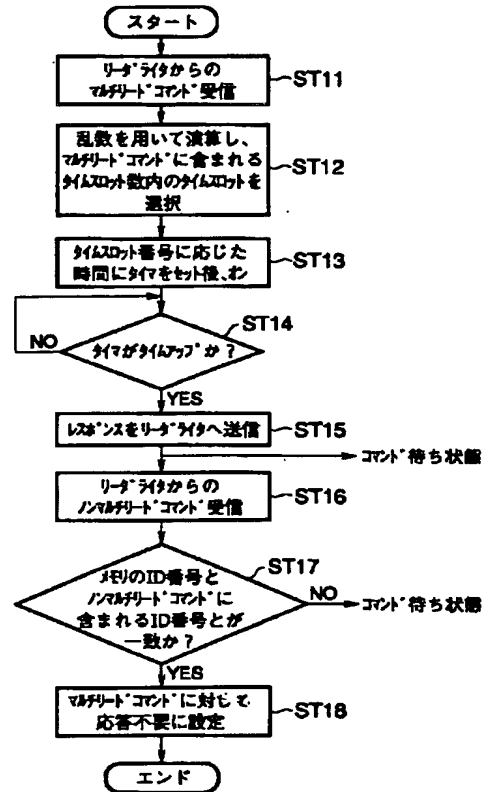 スタート
リーダライタからの
マルチリードコマンド受信
ST11
乱数を用いて演算し、
マルチリードコマンドに含まれる
タイムスロット数内のタイムスロットを
選択
ST12
タイムスロット番号に応じた
時間にタイマをセット後、オン
ST13
ST14
タイマがタイムアップか?
NO
YES
レスポンスをリーダライタへ送信
ST15
コマンド待ち状態
リーダライタからの
ノンマルチリードコマンド受信
ST16
ST17
メモリのID番号と
ノンマルチリードコマンドに
含まれるID番号とが
一致か?
NO
コマンド待ち状態
YES
マルチリードコマンドに対して
応答不要に設定
ST18
エンド